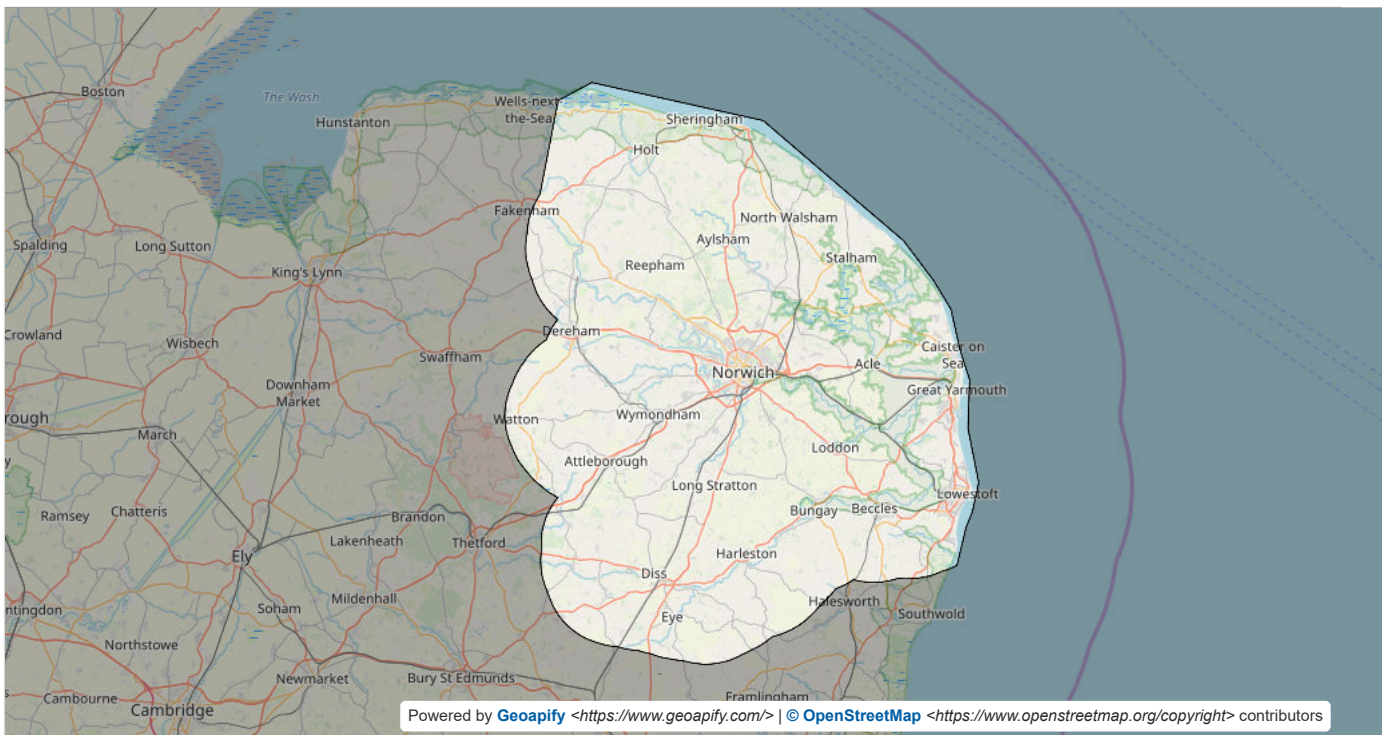 Boston
The Wash
Hunstanton
Wells-next-
the-Sea
Sheringham
Holt
Fakenham
North Walsham
Spalding
Long Sutton
Aylsham
Stalham
Reepham
King's Lynn
Crowland
Wisbech
Dereham
Swaffham
Caister on
Sea
Acle
Norwich
Downham
Market
Great Yarmouth
rough
Watton
Wymondham
March
Loddon
y
Attleborough
Long Stratton
Lowestoft
Ramsey
Chatteris
Brandon
Bungay
Beccles
Lakenheath
Thetford
Ely
Harleston
Diss
Mildenhall
Halesworth
ntingdon
Soham
Southwold
Eye
Northstowe
Newmarket
Bury St Edmunds
s
Cambourne
Framlingham
Cambridge
Powered by Geoapify <https://www.geoapify.com/> | © OpenStreetMap <https://www.openstreetmap.org/copyright> contributors